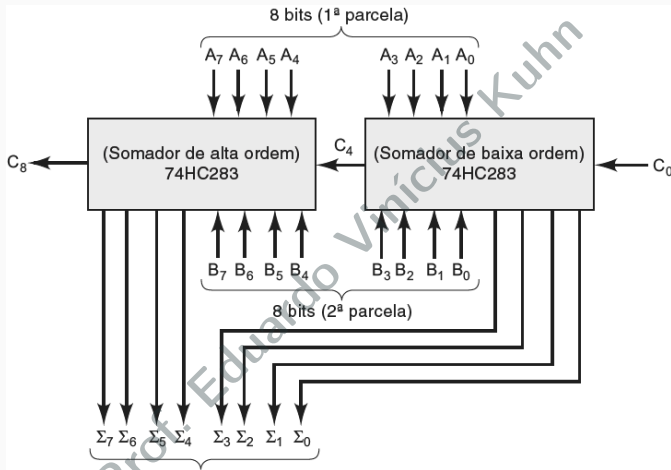 8 bits (1ª parcela)
A7 A6 A5 A4 A3 A2 A1 A0
C8
(Somador de alta ordem)
74HC283
C4
(Somador de baixa ordem)
74HC283
C0
B7 B6 B5 B4 B3 B2 B1 B0
8 bits (2ª parcela)
Σ7 Σ6 Σ5 Σ4 Σ3 Σ2 Σ1 Σ0
Prof. Eduardo Vinícius Kuhn